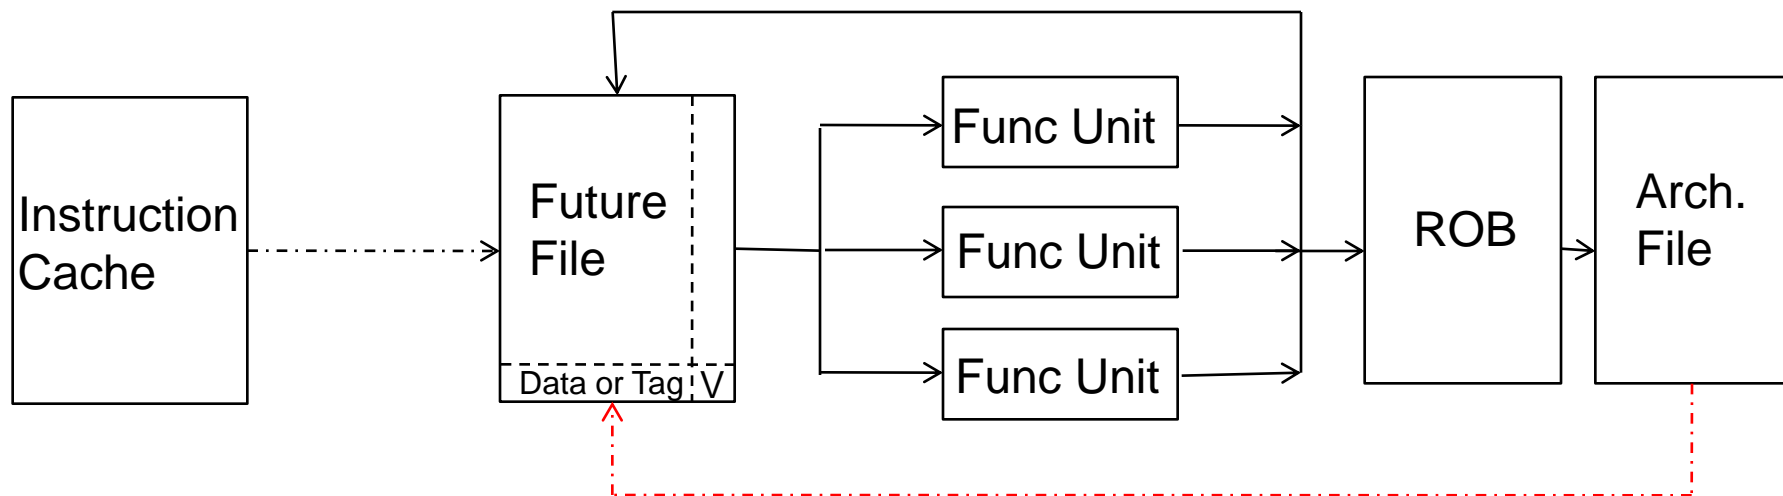 Instruction
Cache
Future
File
Data or Tag V
Func Unit
Func Unit
Func Unit
ROB
Arch.
File